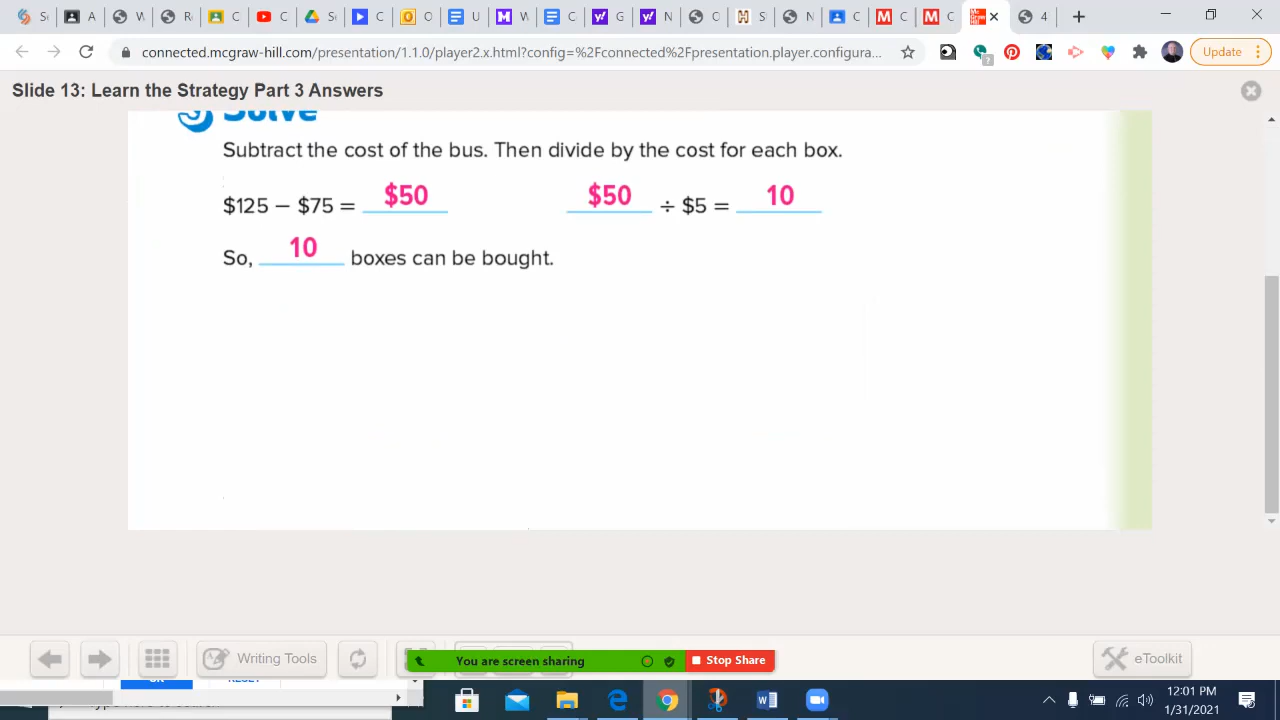 connected.mcgraw-hill.com/presentation/1.1.0/player2.x.html?config=%2Fconnected%2Fpresentation.player.configura...
Update
Slide 13: Learn the Strategy Part 3 Answers
3 Solve
Subtract the cost of the bus. Then divide by the cost for each box.
$125 − $75 = $50 $50 ÷ $5 = 10
So, 10 boxes can be bought.
Writing Tools
You are screen sharing
Stop Share
eToolkit
12:01 PM
1/31/2021